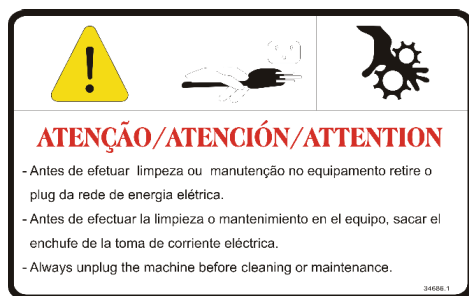 ATENÇÃO/ATENCIÓN/ATTENTION
- Antes de efetuar limpeza ou manutenção no equipamento retire o
plug da rede de energia elétrica.
- Antes de efectuar la limpieza o mantenimiento en el equipo, sacar el
enchufe de la toma de corriente eléctrica.
- Always unplug the machine before cleaning or maintenance.
34686.1